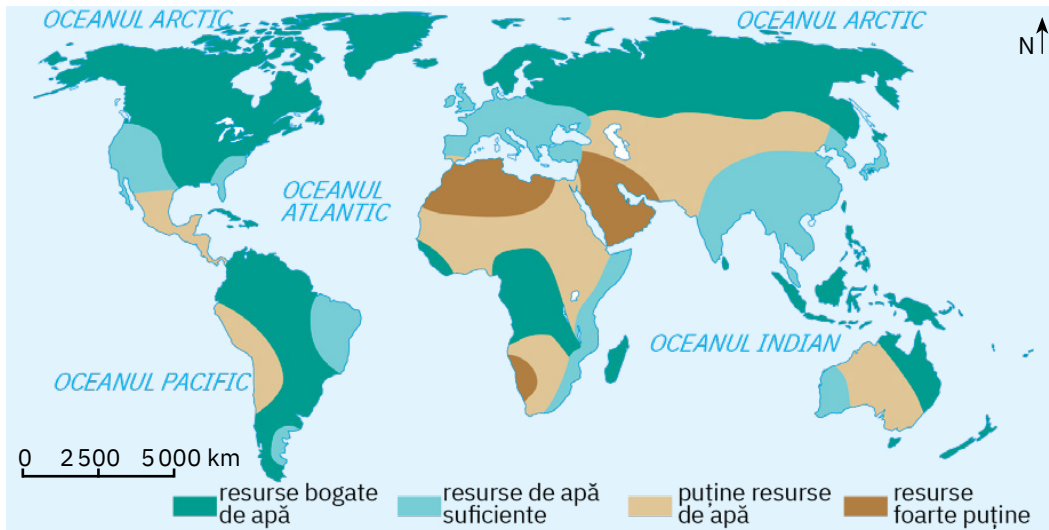 OCEANUL ARCTIC
OCEANUL ARCTIC
N
OCEANUL
ATLANTIC
OCEANUL INDIAN
OCEANUL PACIFIC
0 2 500 5 000 km
resurse bogate
de apă
resurse de apă
suficiente
puține resurse
de apă
resurse
foarte puține